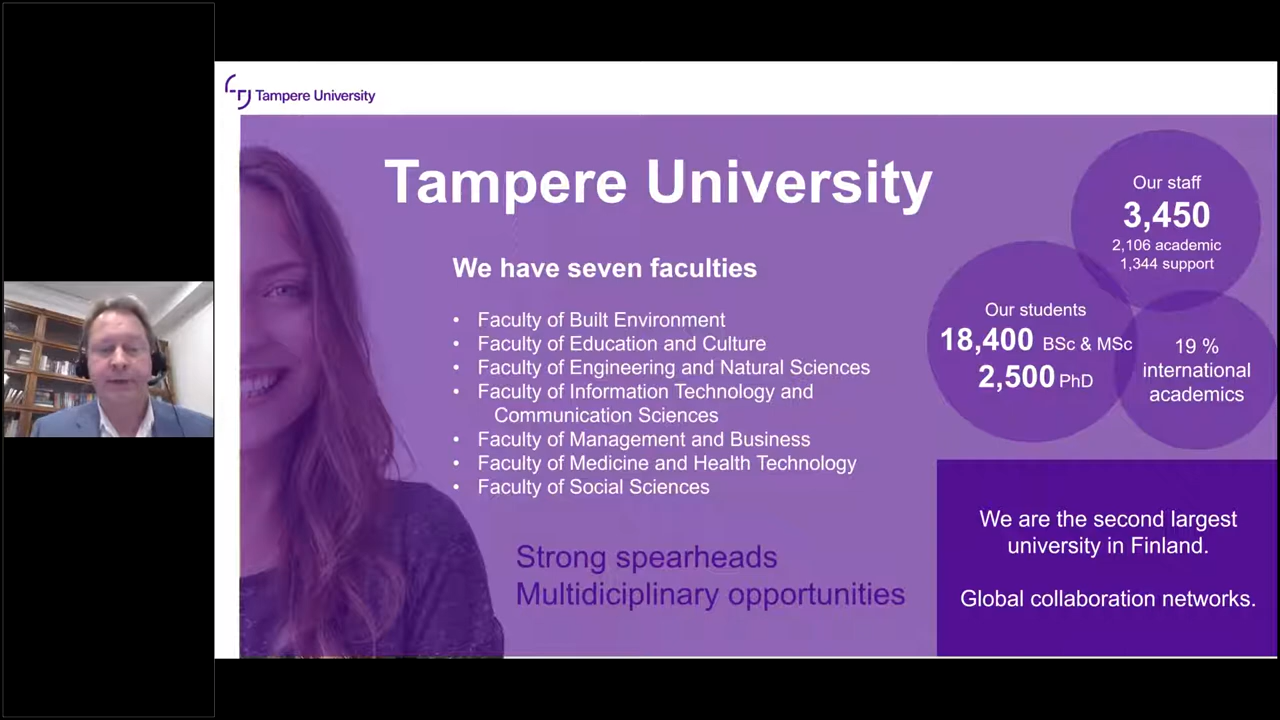 Tampere University
Tampere University
We have seven faculties
• Faculty of Built Environment
• Faculty of Education and Culture
• Faculty of Engineering and Natural Sciences
• Faculty of Information Technology and
Communication Sciences
• Faculty of Management and Business
• Faculty of Medicine and Health Technology
• Faculty of Social Sciences
Strong spearheads
Multidiciplinary opportunities
Our staff
3,450
2,106 academic
1,344 support
Our students
18,400 BSc & MSc
2,500 PhD
19 %
international
academics
We are the second largest
university in Finland.
Global collaboration networks.